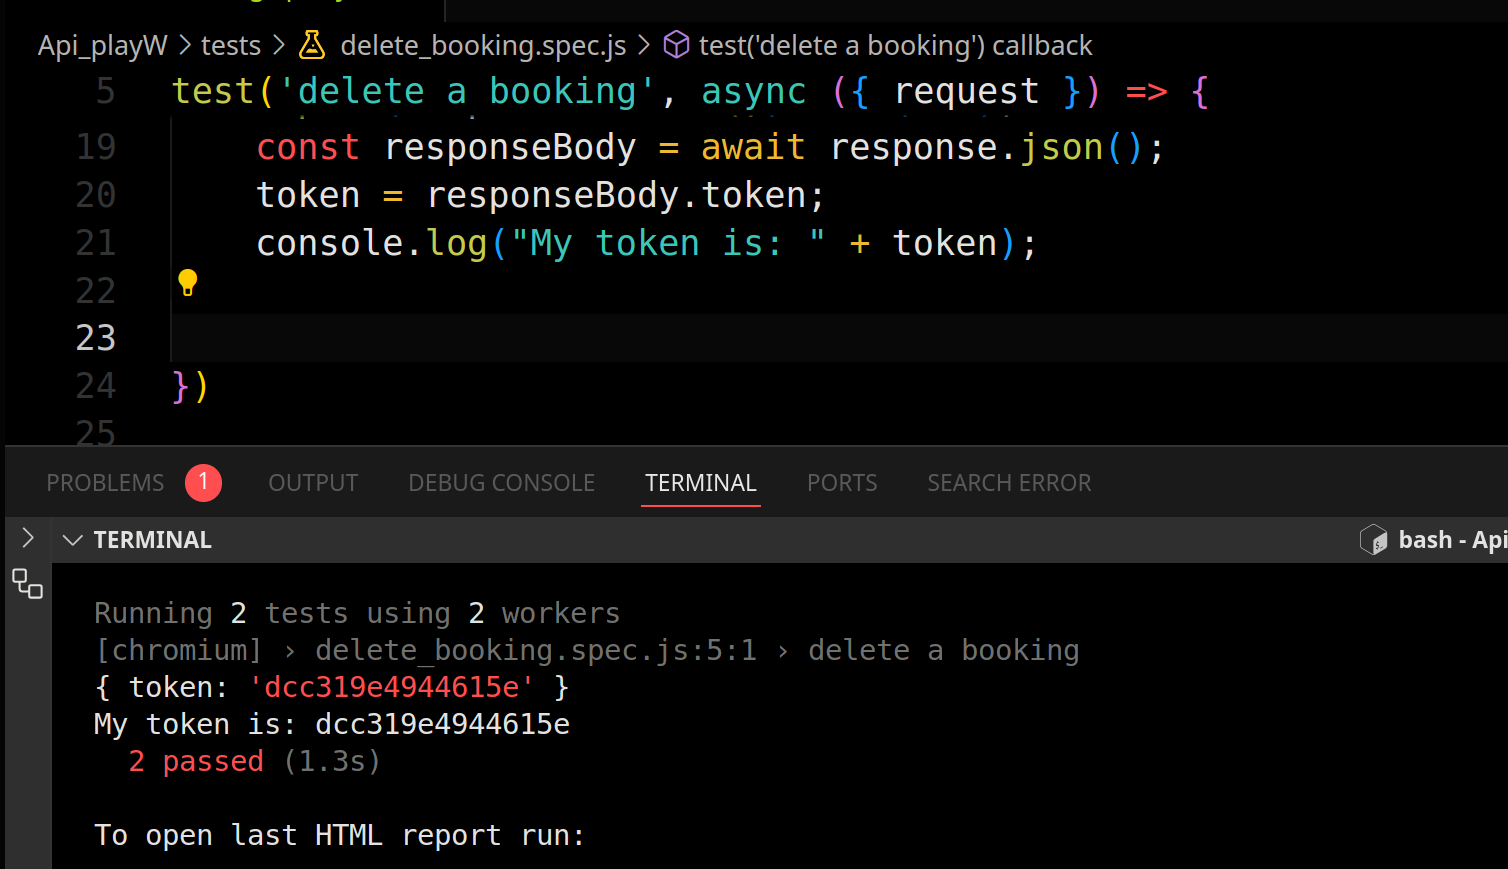 Api_playW > tests > delete_booking.spec.js > test('delete a booking') callback
5 test('delete a booking', async ({ request }) => {
19 const responseBody = await response.json();
20 token = responseBody.token;
21 console.log("My token is: " + token);
22
23
24 })
25
PROBLEMS 1 OUTPUT DEBUG CONSOLE TERMINAL PORTS SEARCH ERROR
TERMINAL bash - Api
Running 2 tests using 2 workers
[chromium] › delete_booking.spec.js:5:1 › delete a booking
{ token: 'dcc319e4944615e' }
My token is: dcc319e4944615e
2 passed (1.3s)
To open last HTML report run: